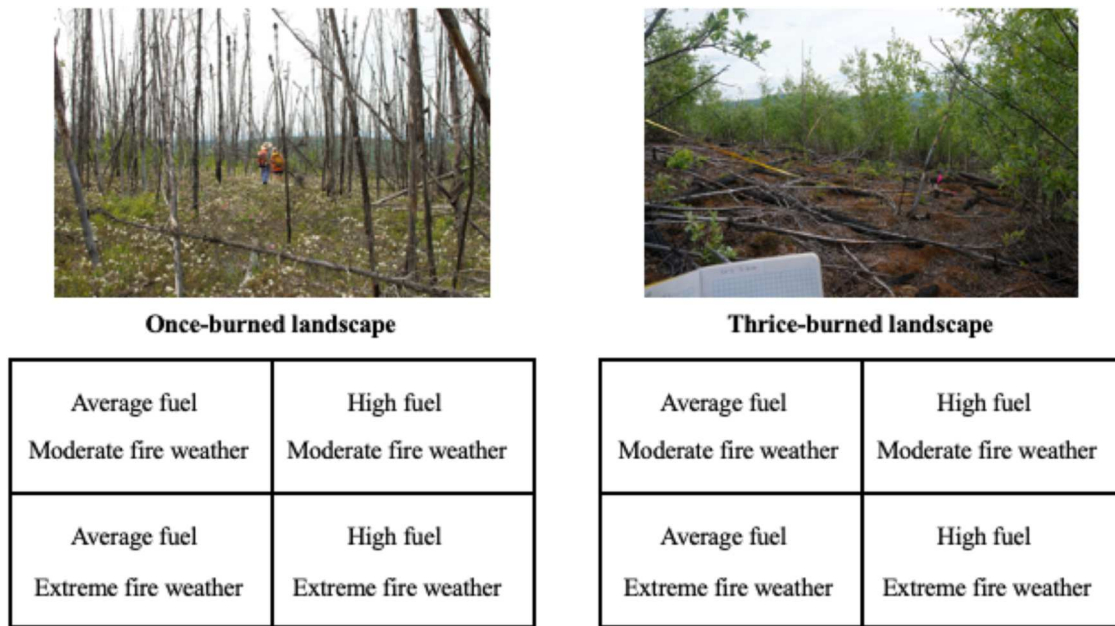 Once-burned landscape
Average fuel
Moderate fire weather
High fuel
Moderate fire weather
Average fuel
Extreme fire weather
High fuel
Extreme fire weather
Thrice-burned landscape
Average fuel
Moderate fire weather
High fuel
Moderate fire weather
Average fuel
Extreme fire weather
High fuel
Extreme fire weather